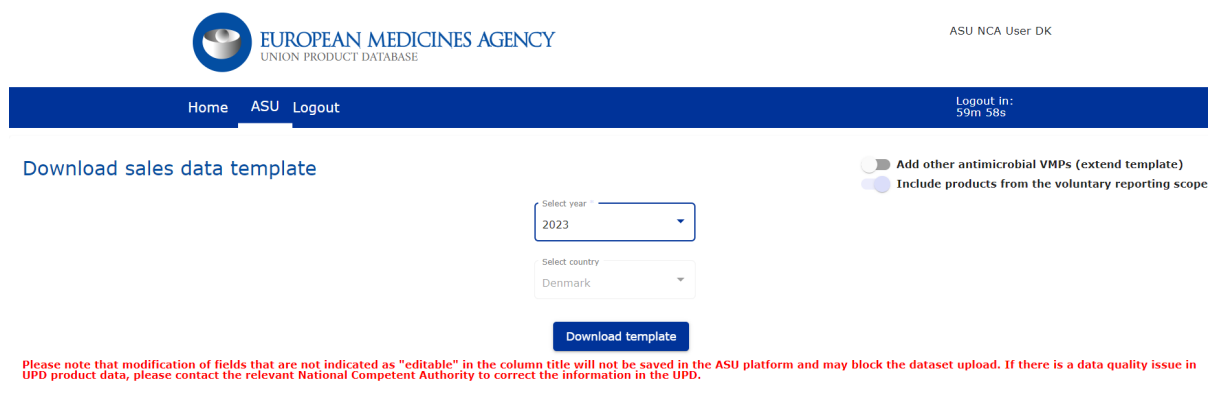 EUROPEAN MEDICINES AGENCY
UNION PRODUCT DATABASE
ASU NCA User DK
Home ASU Logout
Logout in:
59m 58s
Download sales data template
Add other antimicrobial VMPs (extend template)
Include products from the voluntary reporting scope
Select year *
2023
Select country
Denmark
Download template
Please note that modification of fields that are not indicated as "editable" in the column title will not be saved in the ASU platform and may block the dataset upload. If there is a data quality issue in
UPD product data, please contact the relevant National Competent Authority to correct the information in the UPD.